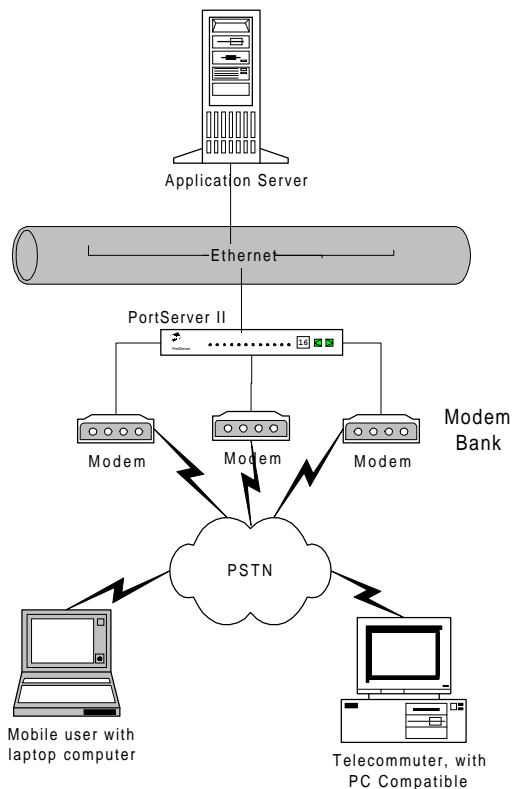 Application Server
Ethernet
PortServer II
PortServer
16
Modem
Modem
Modem
Modem
Bank
PSTN
Mobile user with
laptop computer
Telecommuter, with
PC Compatible